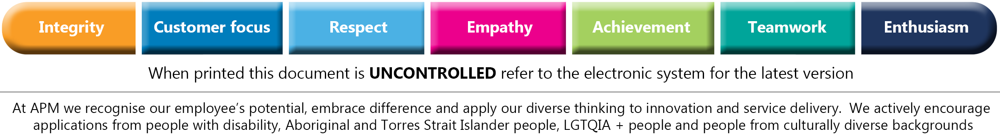 Integrity Customer focus Respect Empathy Achievement Teamwork Enthusiasm
When printed this document is UNCONTROLLED refer to the electronic system for the latest version
At APM we recognise our employee’s potential, embrace difference and apply our diverse thinking to innovation and service delivery.  We actively encourage
applications from people with disability, Aboriginal and Torres Strait Islander people, LGTQIA + people and people from culturally diverse backgrounds